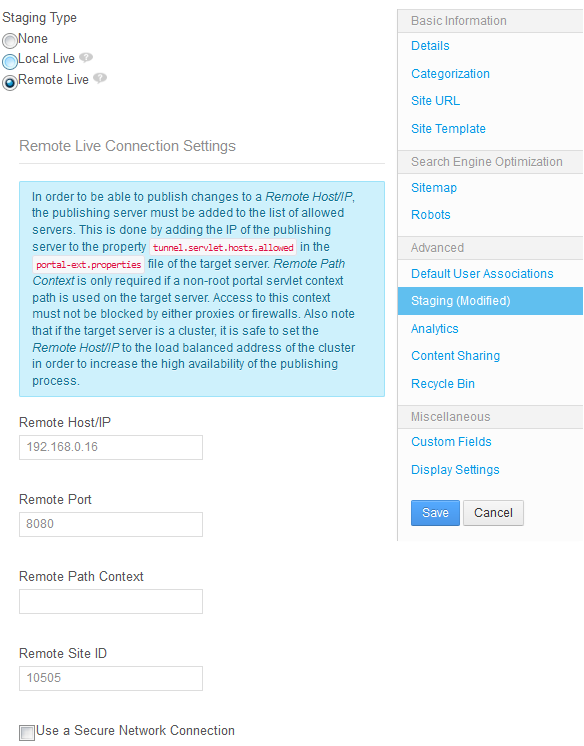 Staging Type
None
Local Live
Remote Live
Remote Live Connection Settings
In order to be able to publish changes to a Remote Host/IP,
the publishing server must be added to the list of allowed
servers. This is done by adding the IP of the publishing
server to the property tunnel.servlet.hosts.allowed in the
portal-ext.properties file of the target server. Remote Path
Context is only required if a non-root portal servlet context
path is used on the target server. Access to this context
must not be blocked by either proxies or firewalls. Also note
that if the target server is a cluster, it is safe to set the
Remote Host/IP to the load balanced address of the cluster
in order to increase the high availability of the publishing
process.
Remote Host/IP
192.168.0.16
Remote Port
8080
Remote Path Context
Remote Site ID
10505
Use a Secure Network Connection
Basic Information
Details
Categorization
Site URL
Site Template
Search Engine Optimization
Sitemap
Robots
Advanced
Default User Associations
Staging (Modified)
Analytics
Content Sharing
Recycle Bin
Miscellaneous
Custom Fields
Display Settings
Save Cancel